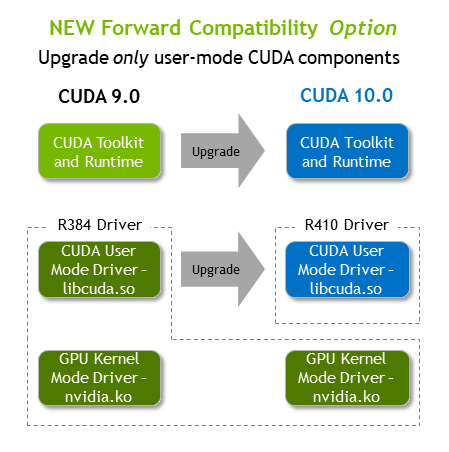 NEW Forward Compatibility Option
Upgrade only user-mode CUDA components
CUDA 9.0
CUDA 10.0
CUDA Toolkit
and Runtime
Upgrade
CUDA Toolkit
and Runtime
R384 Driver
R410 Driver
CUDA User
Mode Driver –
libcuda.so
Upgrade
CUDA User
Mode Driver –
libcuda.so
GPU Kernel
Mode Driver –
nvidia.ko
GPU Kernel
Mode Driver –
nvidia.ko